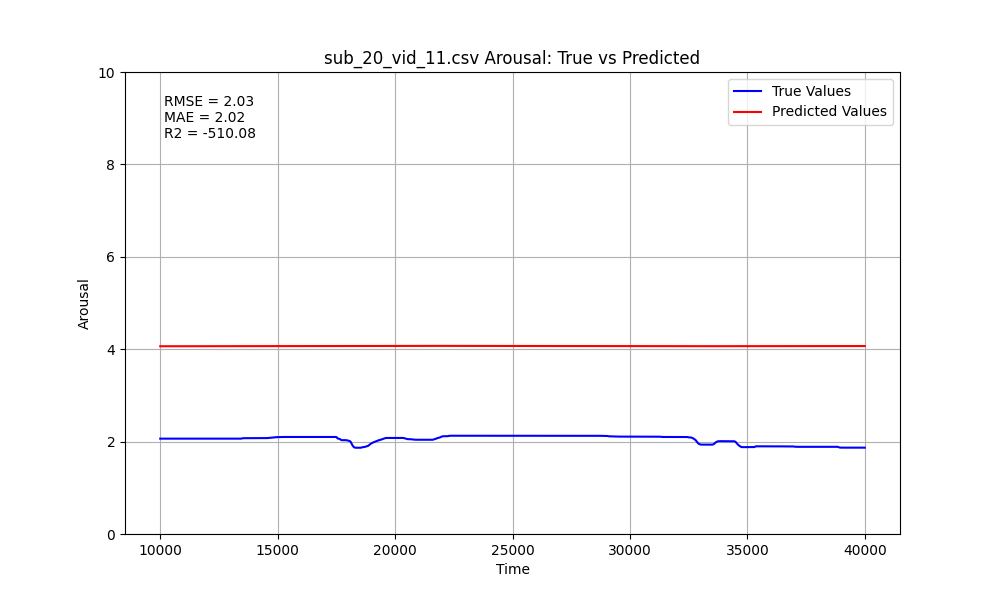 sub_20_vid_11.csv Arousal: True vs Predicted
10
8
6
4
2
0
Arousal
RMSE = 2.03
MAE = 2.02
R2 = -510.08
True Values
Predicted Values
10000 15000 20000 25000 30000 35000 40000
Time